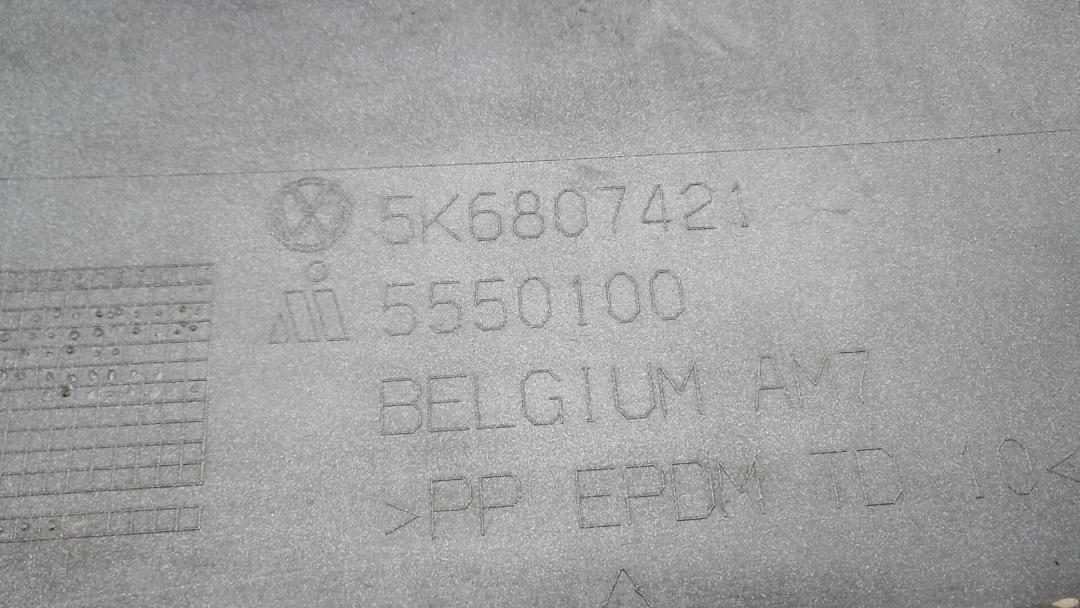 5K6807421
5550100
BELGIUM AM7
>PP EPDM TD 10<